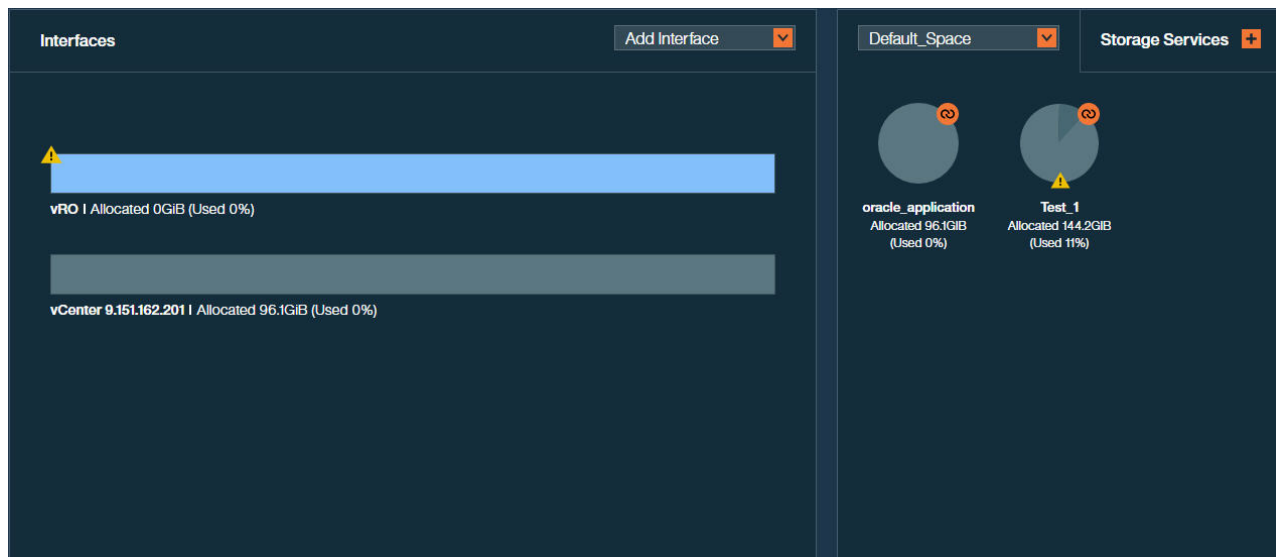 Interfaces
Add Interface
vRO | Allocated 0GiB (Used 0%)
vCenter 9.151.162.201 | Allocated 96.1GiB (Used 0%)
Default_Space
Storage Services
oracle_application
Allocated 96.1GIB
(Used 0%)
Test_1
Allocated 144.2GIB
(Used 11%)